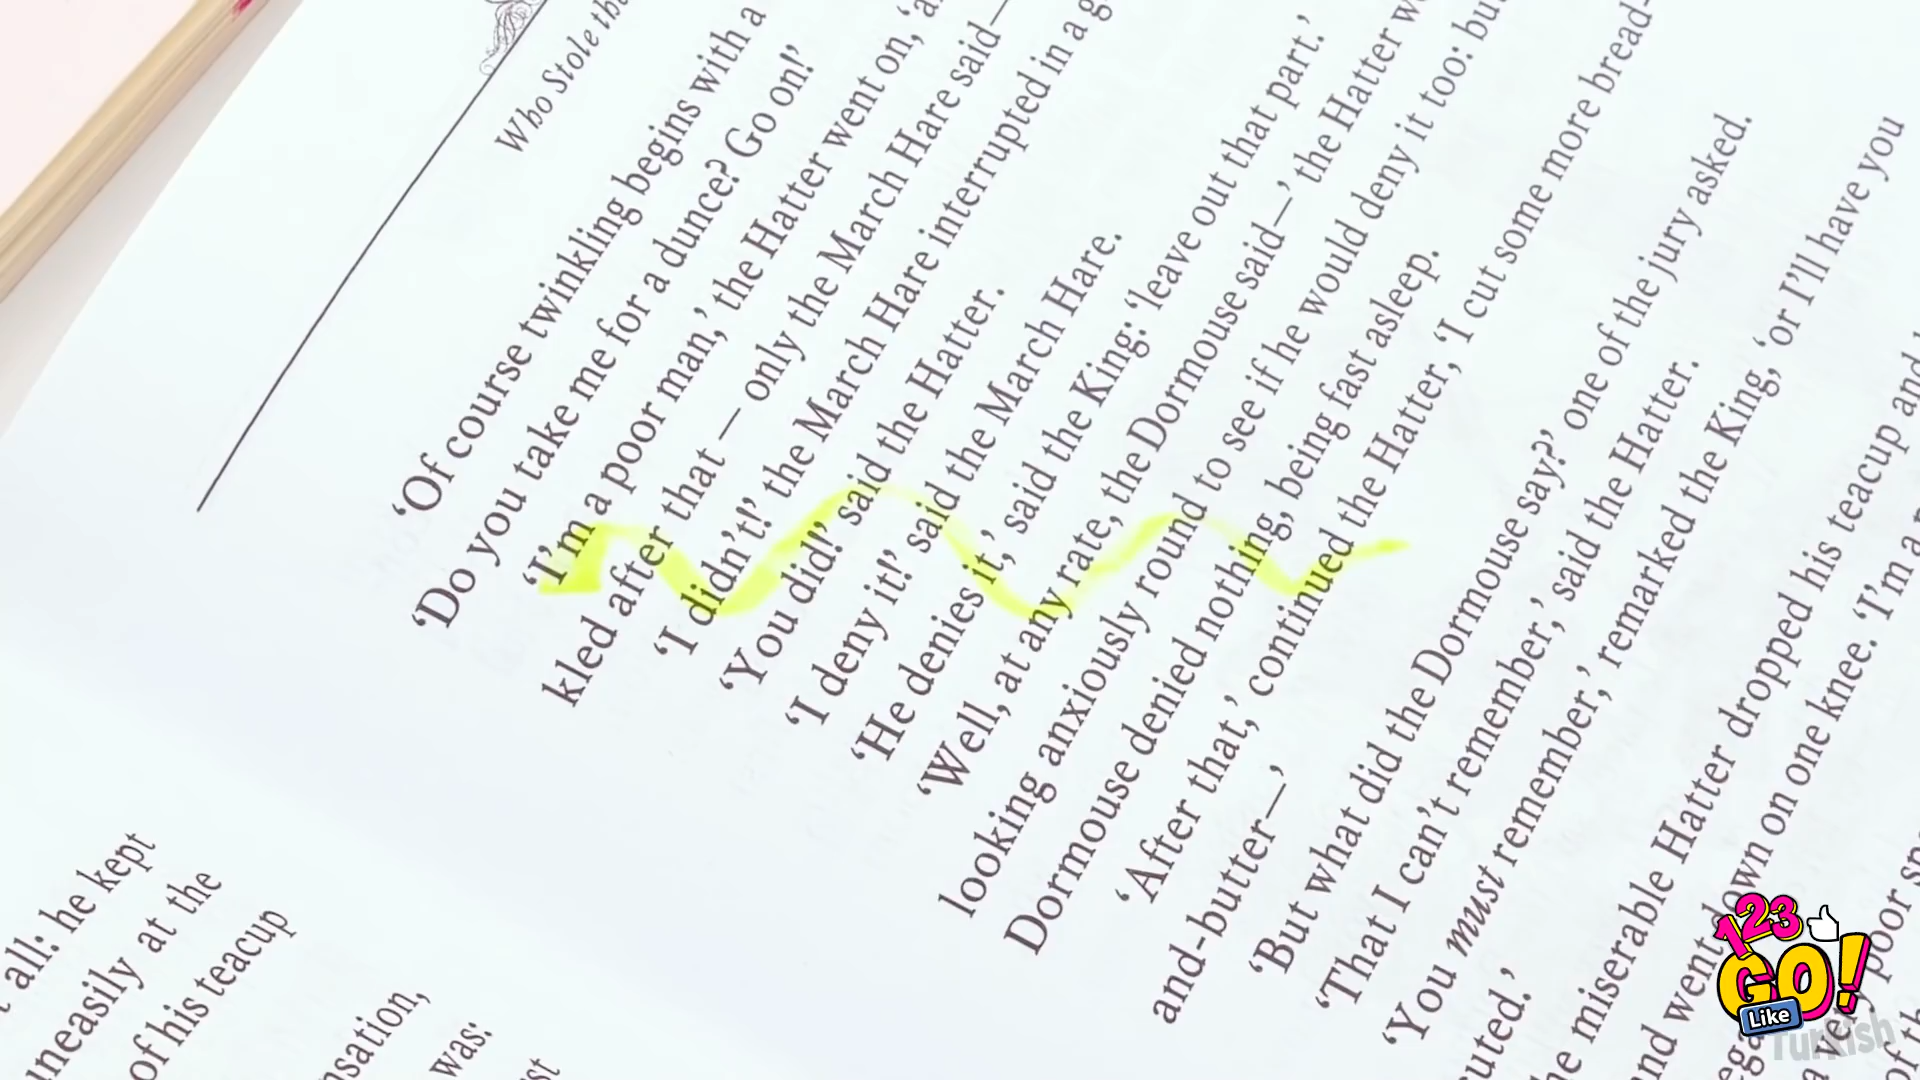 Who Stole the
'Of course twinkling begins with a
'Do you take me for a dunce? Go on!'
'I'm a poor man,' the Hatter went on,
kled after that — only the March Hare said—
'I didn't!' the March Hare interrupted in a
'You did!' said the Hatter.
'I deny it!' said the March Hare.
'He denies it,' said the King: 'leave out that part.'
'Well, at any rate, the Dormouse said—' the Hatter
looking anxiously round to see if he would deny it too:
Dormouse denied nothing, being fast asleep.
'After that,' continued the Hatter, 'I cut some more bread-
and-butter—'
'But what did the Dormouse say?' one of the jury asked.
'That I can't remember,' said the Hatter.
'You must remember,' remarked the King, 'or I'll have you
miserable Hatter dropped his teacup and
went down on one knee. 'I'm a
poor
all: he kept
uneasily at the
of his teacup
was:
123
GO!
Like
Turkish